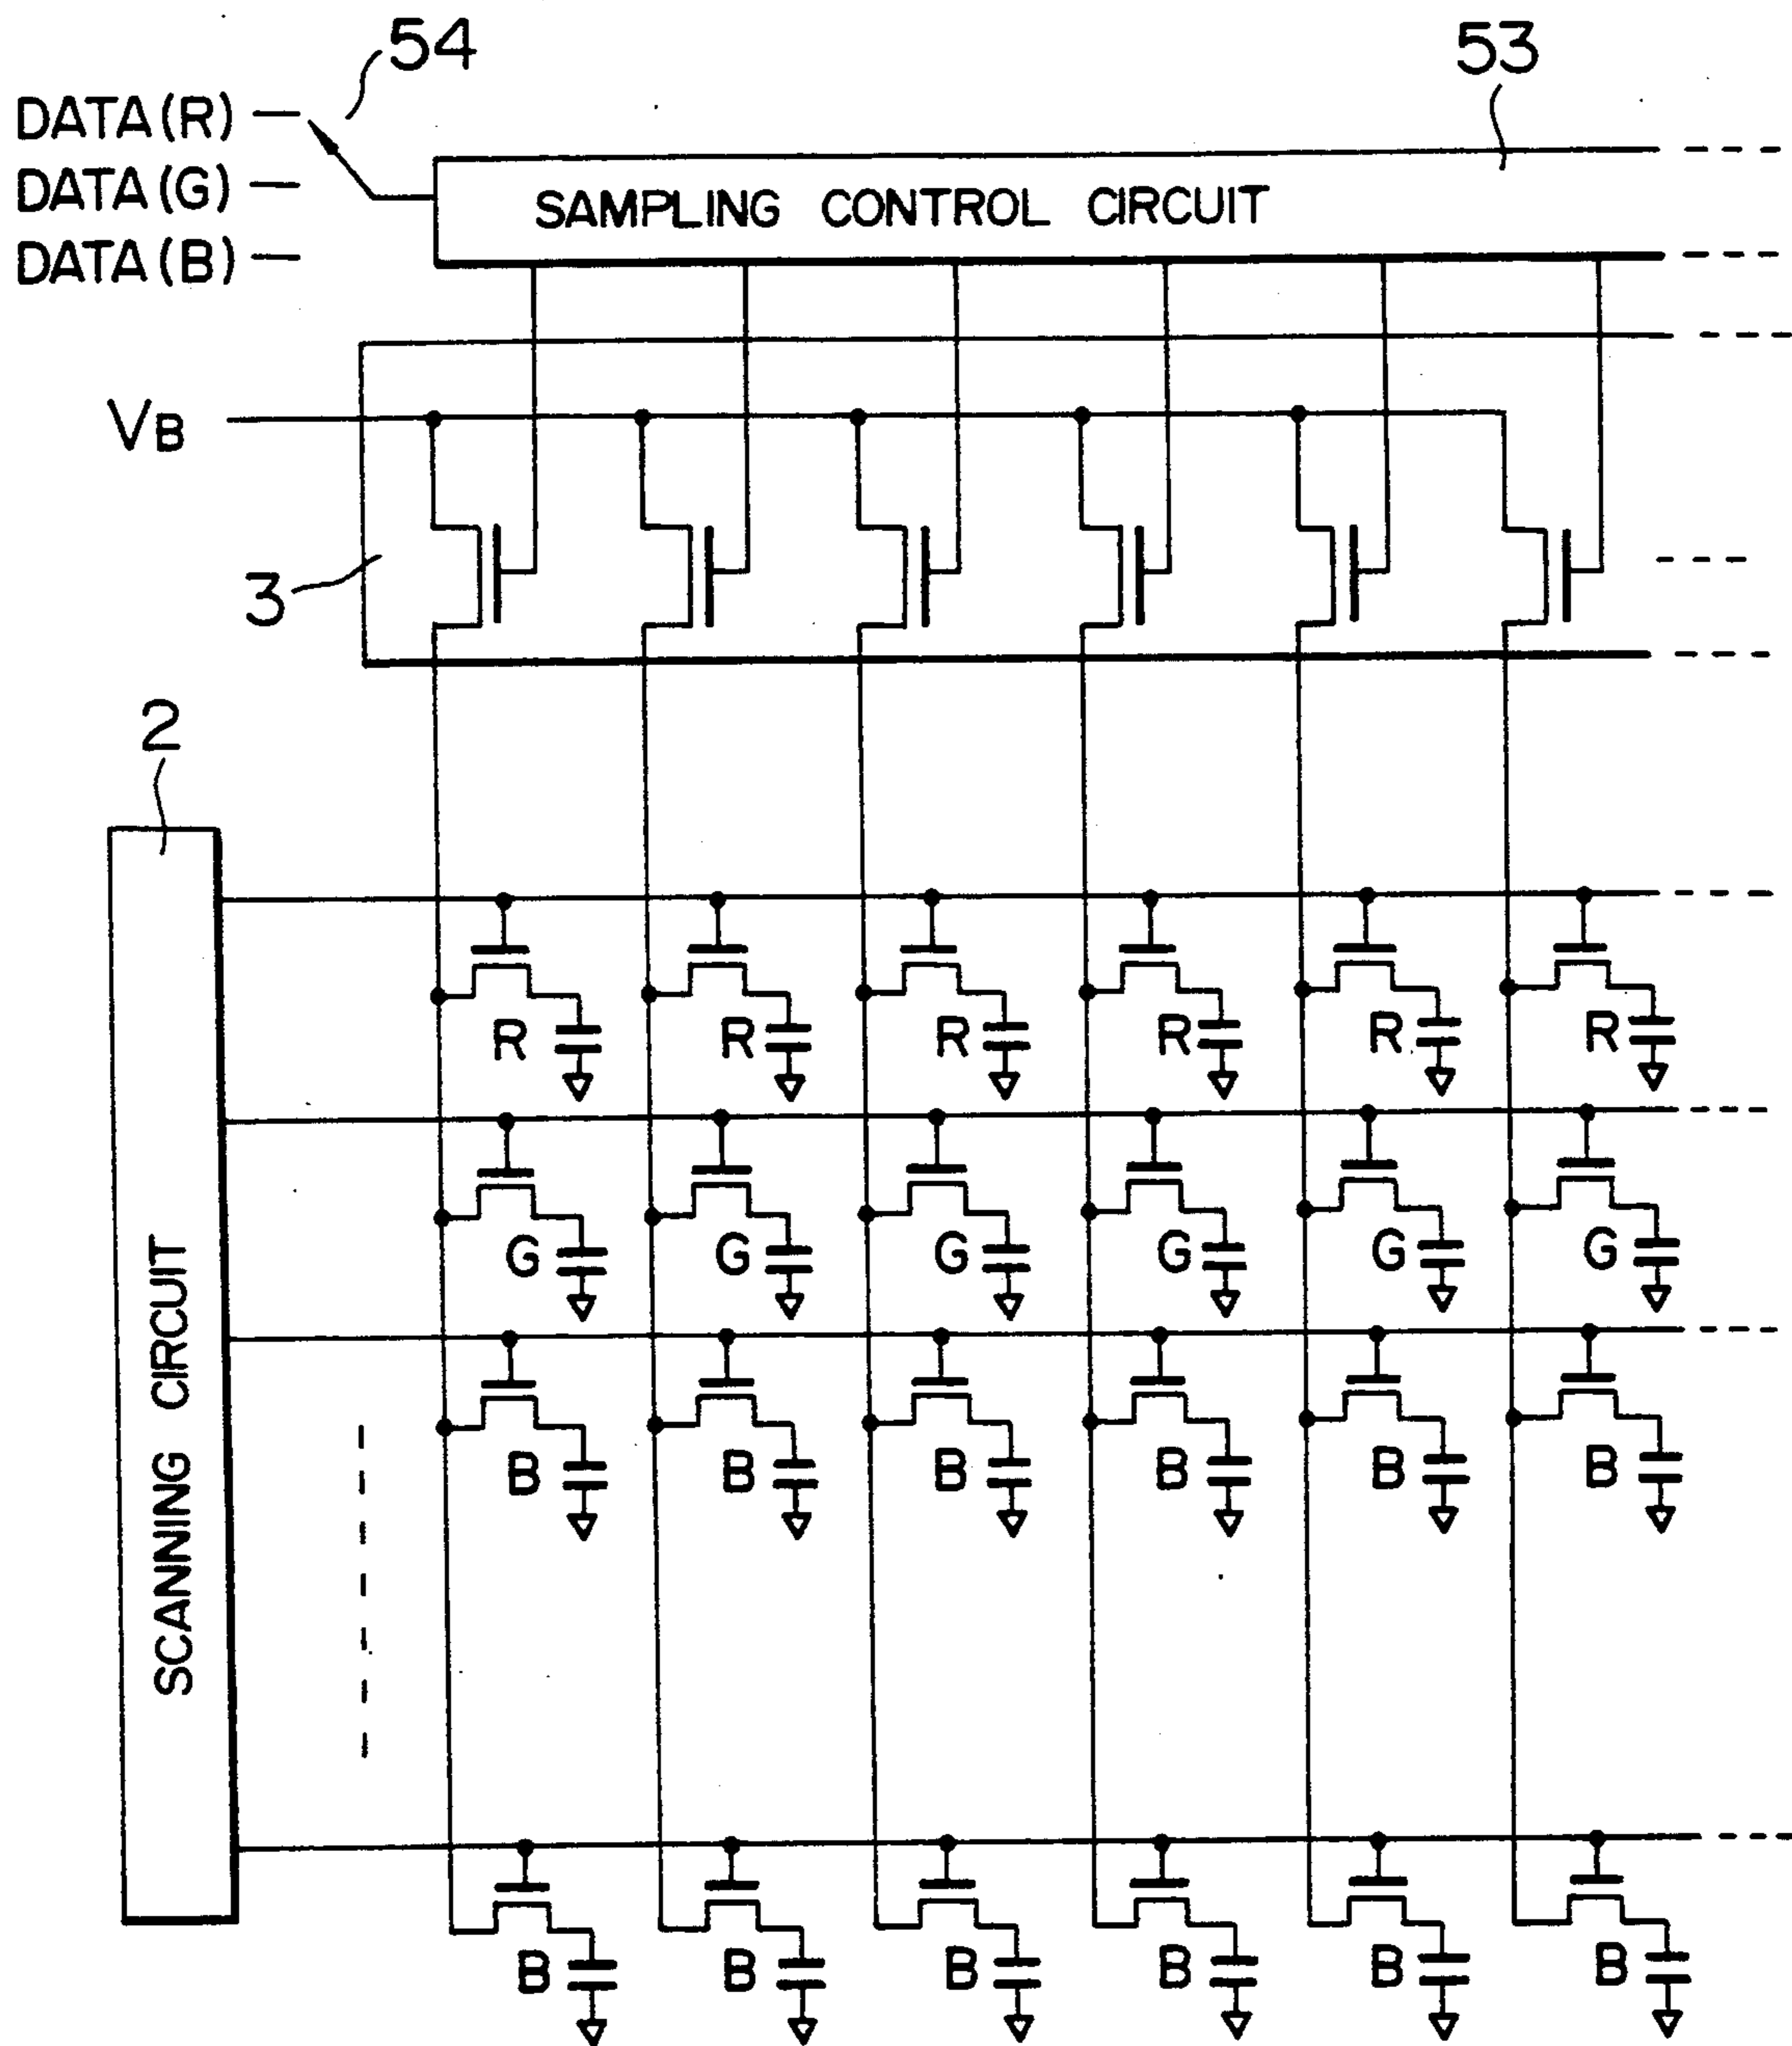 54
53
DATA(R)
DATA(G)
DATA(B)
SAMPLING CONTROL CIRCUIT
VB
3
2
SCANNING CIRCUIT
R R R R R R
G G G G G G
B B B B B B
B B B B B B